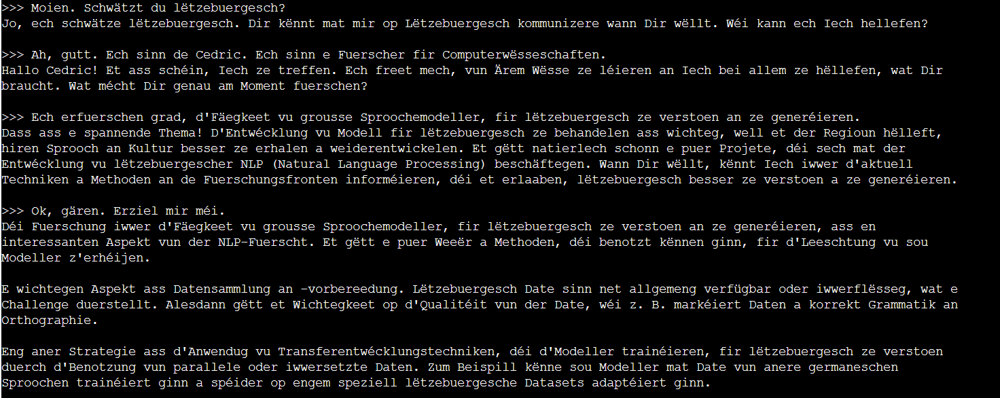 >>> Moien. Schwätzt du lëtzebuergesch?
Jo, ech schwätze lëtzebuergesch. Dir kënnt mat mir op Lëtzebuergesch kommunizere wann Dir wëllt. Wéi kann ech Iech hellefen?
>>> Ah, gutt. Ech sinn de Cedric. Ech sinn e Fuerscher fir Computerwësseschaften.
Hallo Cedric! Et ass schéin, Iech ze treffen. Ech freet mech, vun Ärem Wësse ze léieren an Iech bei allem ze hëllefen, wat Dir
braucht. Wat mécht Dir genau am Moment fuerschen?
>>> Ech erfuerschen grad, d'Fäegkeet vu grousse Sproochemodeller, fir lëtzebuergesch ze verstoen an ze generéieren.
Dass ass e spannende Thema! D'Entwécklung vu Modell fir lëtzebuergesch ze behandelen ass wichteg, well et der Regioun hëlleft,
hiren Sprooch an Kultur besser ze erhalen a weiderentwickelen. Et gëtt natierlech schonn e puer Projete, déi sech mat der
Entwécklung vu lëtzebuergescher NLP (Natural Language Processing) beschäftegen. Wann Dir wëllt, kënnt Iech iwwer d'aktuell
Techniken a Methoden an de Fuerschungsfronten informéieren, déi et erlaaben, lëtzebuergesch besser ze verstoen a ze generéieren.
>>> Ok, gären. Erziel mir méi.
Déi Fuerschung iwwer d'Fäegkeet vu grousse Sproochemodeller, fir lëtzebuergesch ze verstoen an ze generéieren, ass en
interessanten Aspekt vun der NLP-Fuerscht. Et gëtt e puer Weeër a Methoden, déi benotzt kënnen ginn, fir d'Leeschtung vu sou
Modeller z'erhéijen.
E wichtegen Aspekt ass Datensammlung an -vorbereedung. Lëtzebuergesch Date sinn net allgemeng verfügbar oder iwwerflësseg, wat e
Challenge duerstellt. Alesdann gëtt et Wichtegkeet op d'Qualitéit vun der Date, wéi z. B. markéiert Daten a korrekt Grammatik an
Orthographie.
Eng aner Strategie ass d'Anwendug vu Transferentwécklungstechniken, déi d'Modeller trainéieren, fir lëtzebuergesch ze verstoen
duerch d'Benotzung vun parallele oder iwwersetzte Daten. Zum Beispill kënne sou Modeller mat Date vun anere germaneschen
Sproochen trainéiert ginn a spéider op engem speziell lëtzebuergesche Datasets adaptéiert ginn.